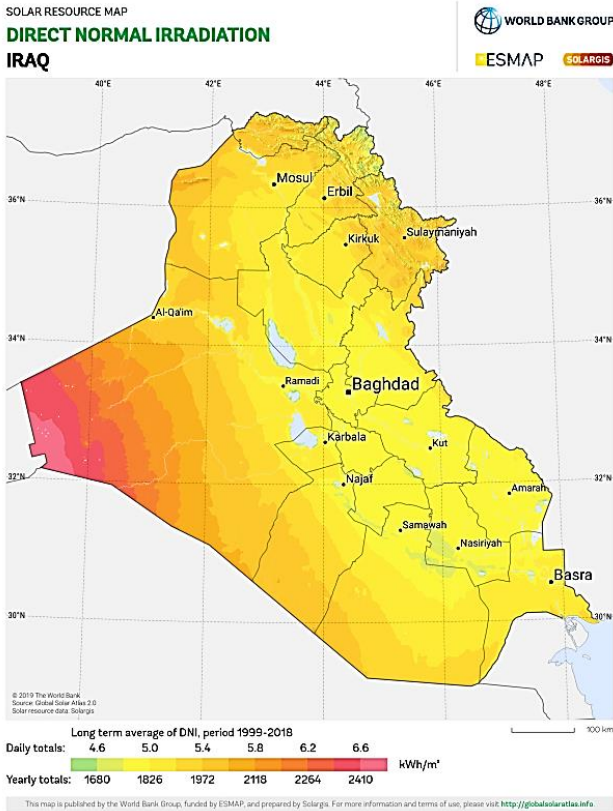 SOLAR RESOURCE MAP
DIRECT NORMAL IRRADIATION
IRAQ
WORLD BANK GROUP
ESMAP
SOLARGIS
40°E 42°E 44°E 46°E 48°E
Mosul
Erbil
36°N 36°N
Sulaymaniyah
Kirkuk
Al-Qa'im
34°N 34°N
Ramadi
Baghdad
Karbala
Kut
32°N 32°N
Najaf
Amarah
Samawah
Nasiriyah
Basra
30°N 30°N
© 2019 The World Bank
Source: Global Solar Atlas 2.0
Solar resource data: Solargis
100 km
Long term average of DNI, period 1999-2018
Daily totals: 4.6 5.0 5.4 5.8 6.2 6.6
kWh/m²
Yearly totals: 1680 1826 1972 2118 2264 2410
This map is published by the World Bank Group, funded by ESMAP, and prepared by Solargis. For more information and terms of use, please visit http://globalsolaratlas.info.